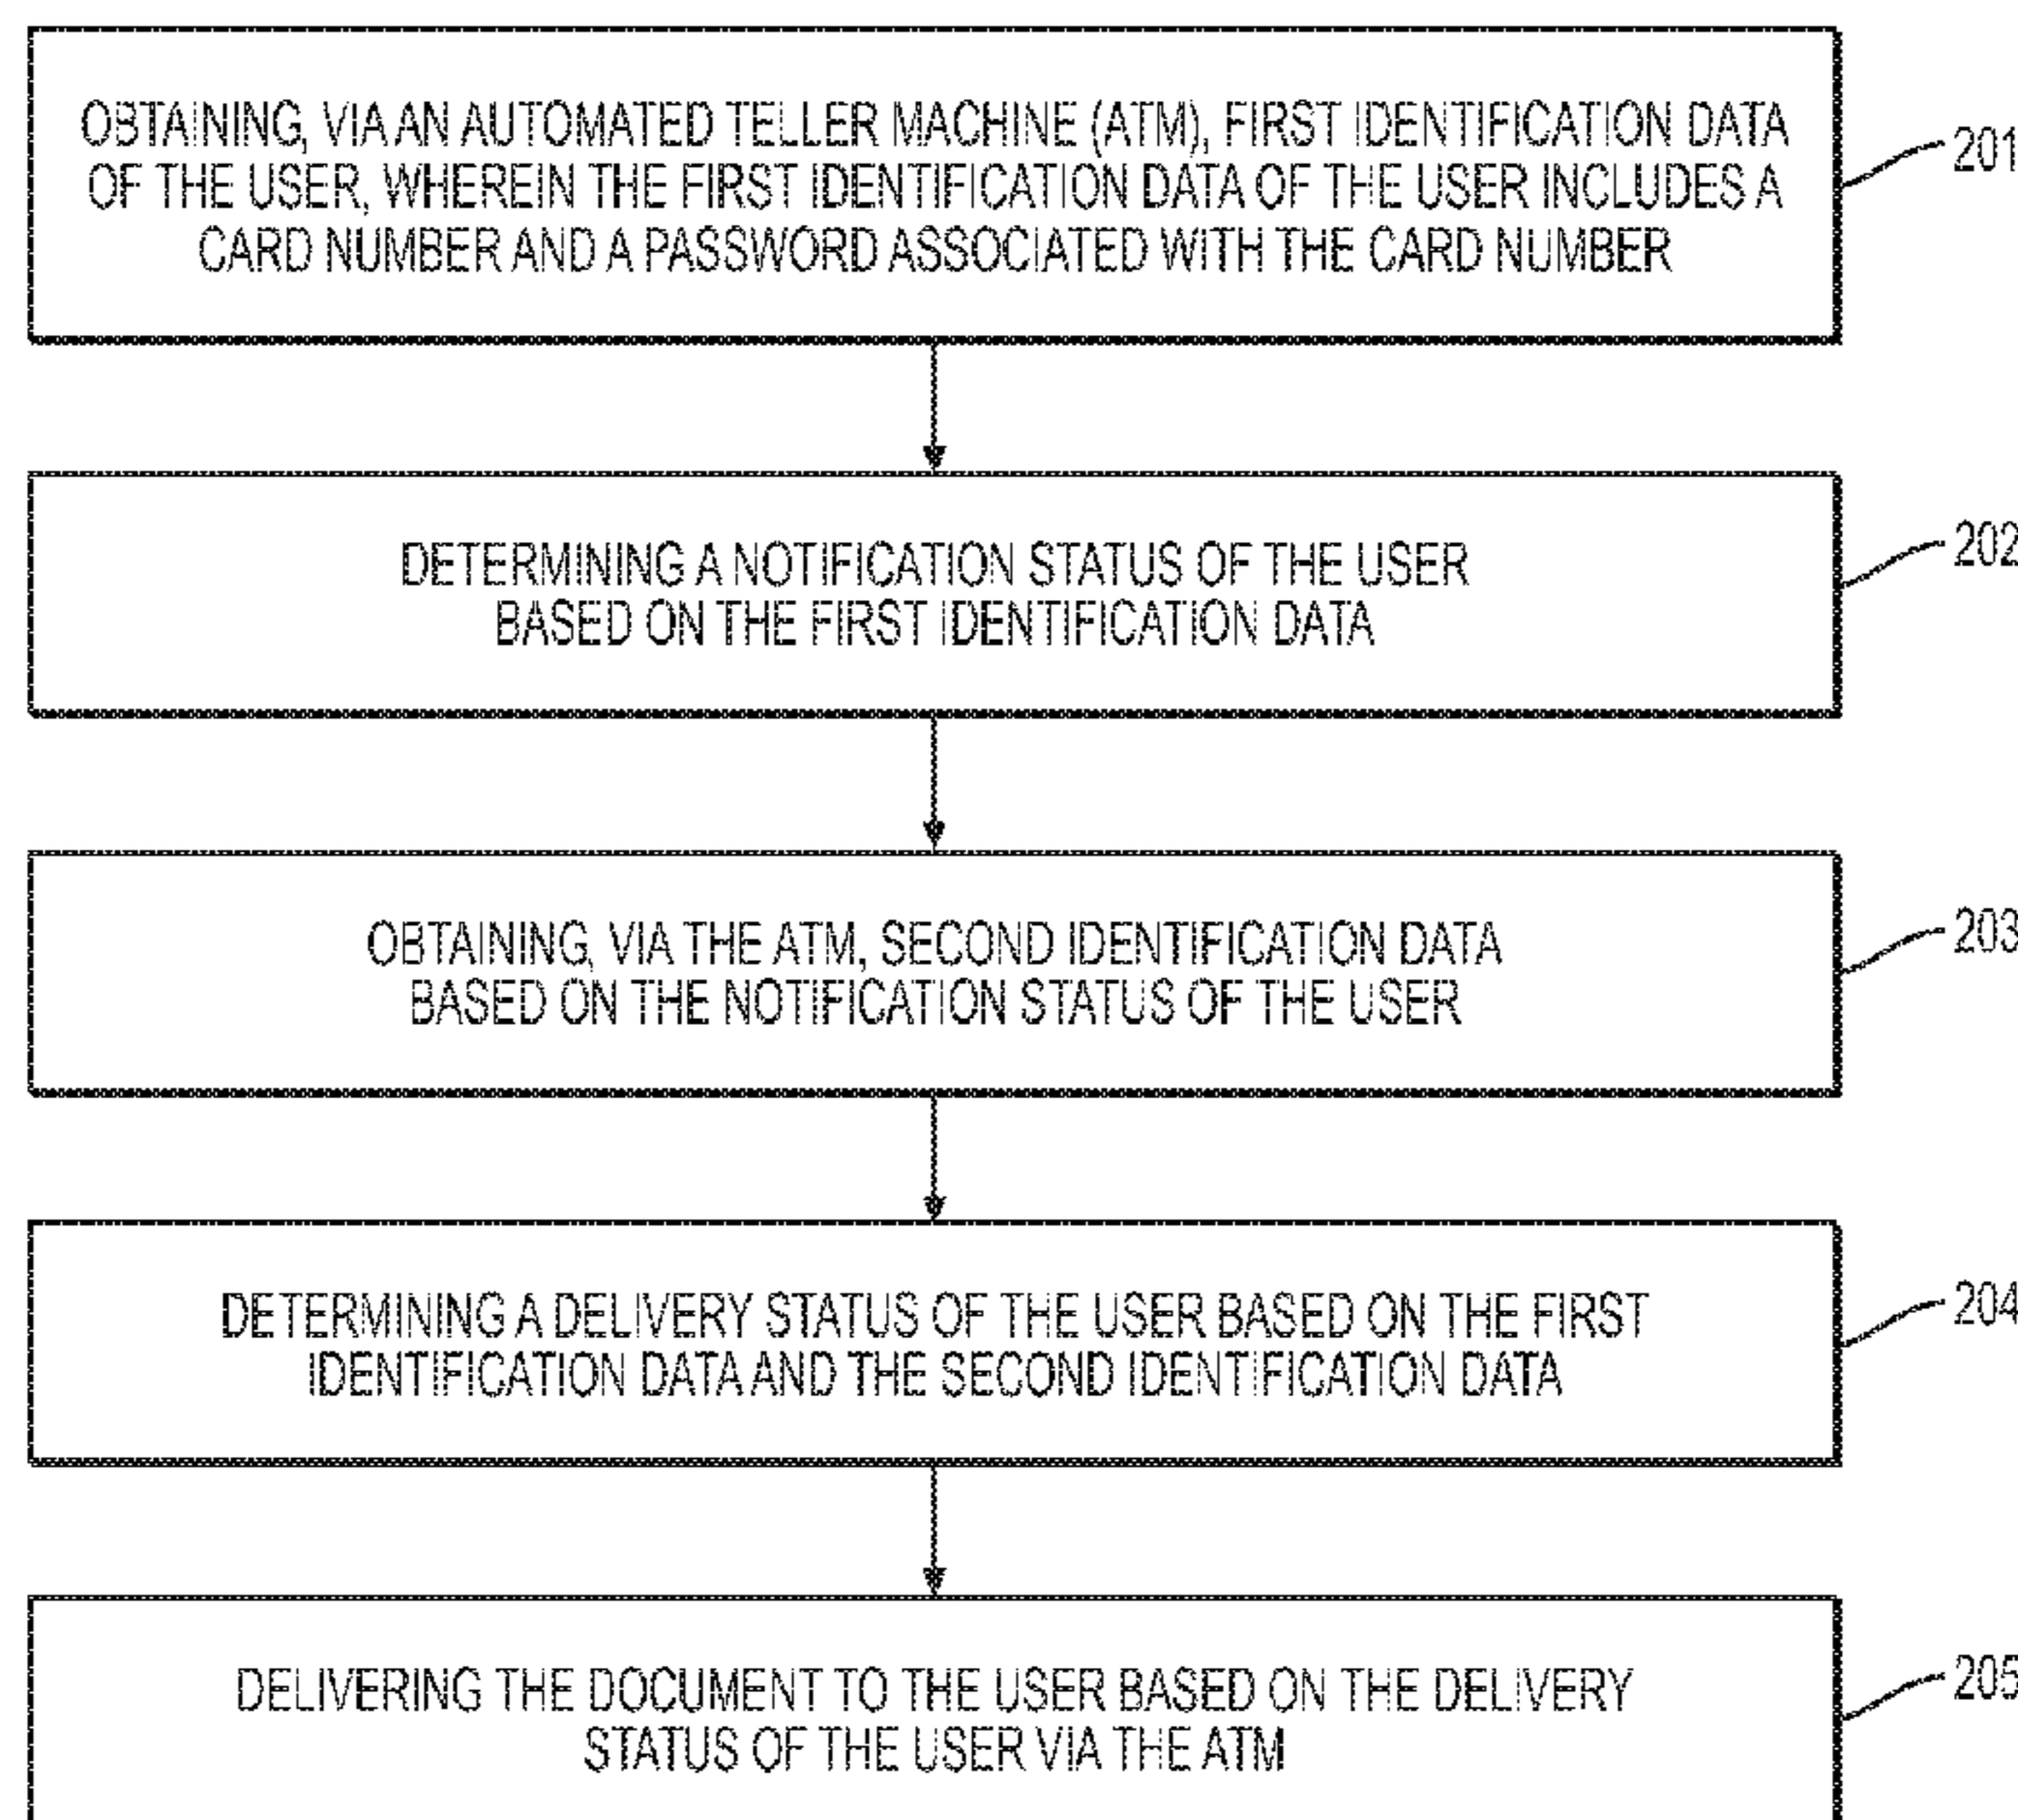 OBTAINING, VIA AN AUTOMATED TELLER MACHINE (ATM), FIRST IDENTIFICATION DATA
OF THE USER, WHEREIN THE FIRST IDENTIFICATION DATA OF THE USER INCLUDES A
CARD NUMBER AND A PASSWORD ASSOCIATED WITH THE CARD NUMBER
201
DETERMINING A NOTIFICATION STATUS OF THE USER
BASED ON THE FIRST IDENTIFICATION DATA
202
OBTAINING, VIA THE ATM, SECOND IDENTIFICATION DATA
BASED ON THE NOTIFICATION STATUS OF THE USER
203
DETERMINING A DELIVERY STATUS OF THE USER BASED ON THE FIRST
IDENTIFICATION DATA AND THE SECOND IDENTIFICATION DATA
204
DELIVERING THE DOCUMENT TO THE USER BASED ON THE DELIVERY
STATUS OF THE USER VIA THE ATM
205